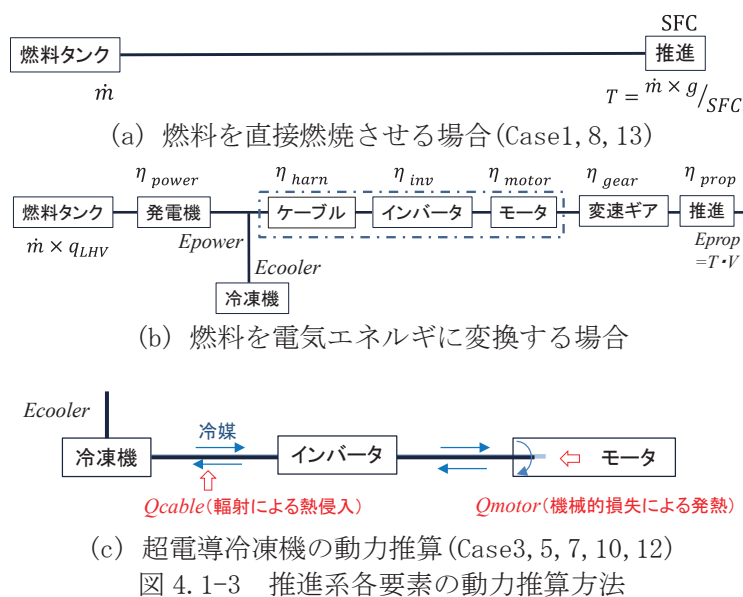 SFC
燃料タンク
推進
ṁ
T = ṁ × g/SFC
(a) 燃料を直接燃焼させる場合(Case1, 8, 13)
η power η harn η inv η motor η gear η prop
燃料タンク 発電機 ケーブル インバータ モータ 変速ギア 推進
ṁ × qLHV
Epower
Eprop
=T・V
Ecooler
冷凍機
(b) 燃料を電気エネルギに変換する場合
Ecooler
冷媒
冷凍機 インバータ モータ
Qcable(輻射による熱侵入) Qmotor(機械的損失による発熱)
(c) 超電導冷凍機の動力推算(Case3, 5, 7, 10, 12)
図 4.1-3 推進系各要素の動力推算方法